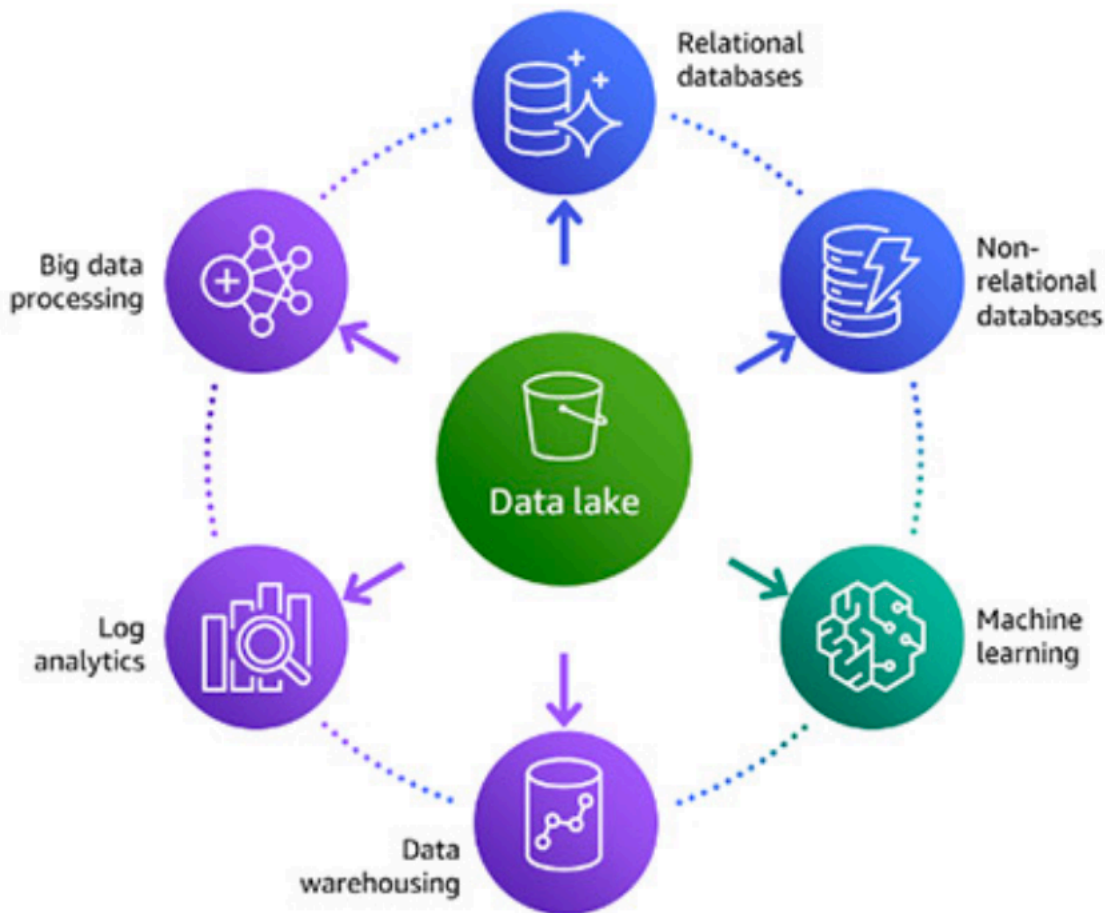 Relational
databases
Big data
processing
Non-
relational
databases
Data lake
Log
analytics
Machine
learning
Data
warehousing